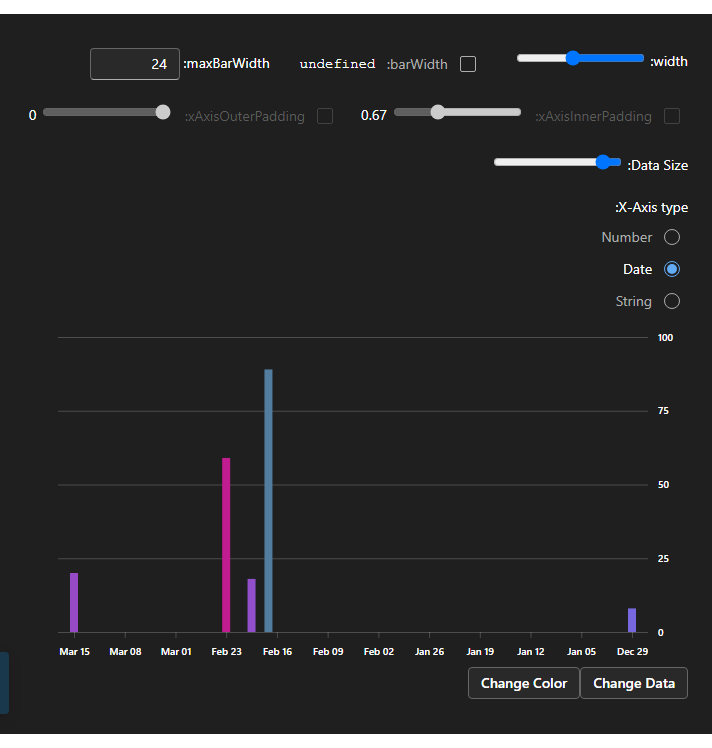 24 :maxBarWidth undefined :barWidth :width
0 :xAxisOuterPadding 0.67 :xAxisInnerPadding
:Data Size
:X-Axis type
Number
Date
String
100
75
50
25
0
Mar 15 Mar 08 Mar 01 Feb 23 Feb 16 Feb 09 Feb 02 Jan 26 Jan 19 Jan 12 Jan 05 Dec 29
Change Color Change Data